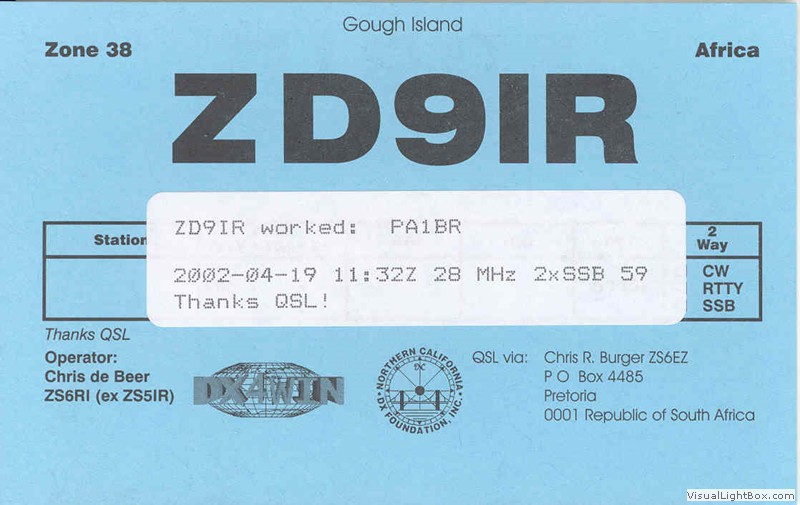 Gough Island
Zone 38
Africa
ZD9IR
ZD9IR worked: PA1BR
2002-04-19 11:32Z 28 MHz 2xSSB 59
Thanks QSL!
Station
2
Way
CW
RTTY
SSB
Thanks QSL
Operator:
Chris de Beer
ZS6RI (ex ZS5IR)
DX4WIN
NORTHERN CALIFORNIA
DX FOUNDATION, INC.
DC
QSL via: Chris R. Burger ZS6EZ
P O Box 4485
Pretoria
0001 Republic of South Africa
VisualLightBox.com